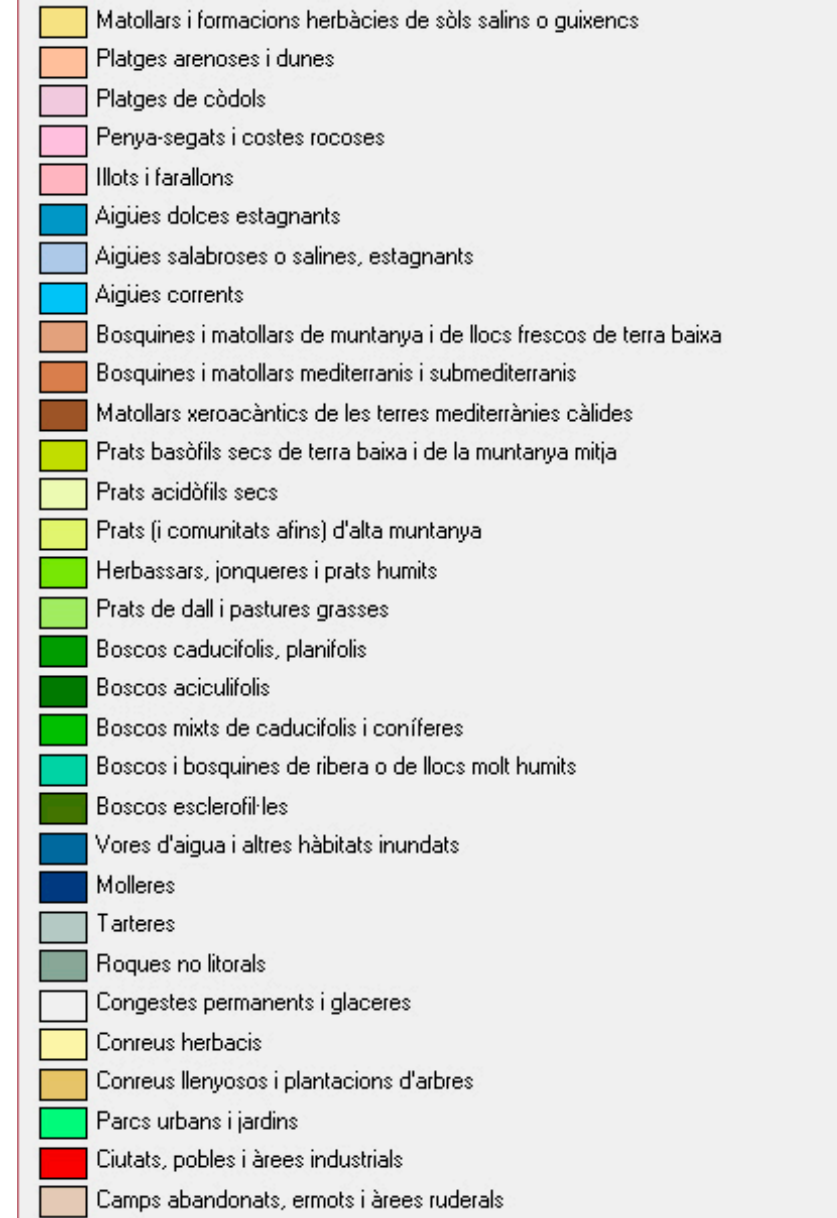 Matollars i formacions herbàcies de sòls salins o guixencs
Platges arenoses i dunes
Platges de còdols
Penya-segats i costes rocoses
Illots i farallons
Aigües dolces estagnants
Aigües salabroses o salines, estagnants
Aigües corrents
Bosquines i matollars de muntanya i de llocs frescos de terra baixa
Bosquines i matollars mediterranis i submediterranis
Matollars xeroacàntics de les terres mediterrànies càlides
Prats basòfils secs de terra baixa i de la muntanya mitja
Prats acidòfils secs
Prats (i comunitats afins) d'alta muntanya
Herbassars, jonqueres i prats humits
Prats de dall i pastures grasses
Boscos caducifolis, planifolis
Boscos aciculifolis
Boscos mixts de caducifolis i coníferes
Boscos i bosquines de ribera o de llocs molt humits
Boscos esclerofil·les
Vores d'aigua i altres hàbitats inundats
Molleres
Tarteres
Roques no litorals
Congestes permanents i glaceres
Conreus herbacis
Conreus llenyosos i plantacions d'arbres
Parcs urbans i jardins
Ciutats, pobles i àrees industrials
Camps abandonats, ermots i àrees ruderals